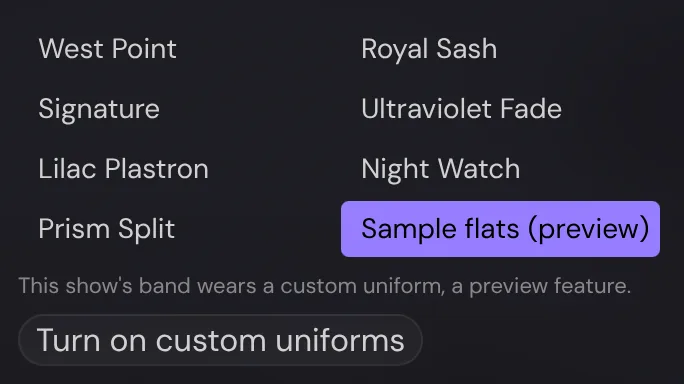 West Point
Royal Sash
Signature
Ultraviolet Fade
Lilac Plastron
Night Watch
Prism Split
Sample flats (preview)
This show's band wears a custom uniform, a preview feature.
Turn on custom uniforms